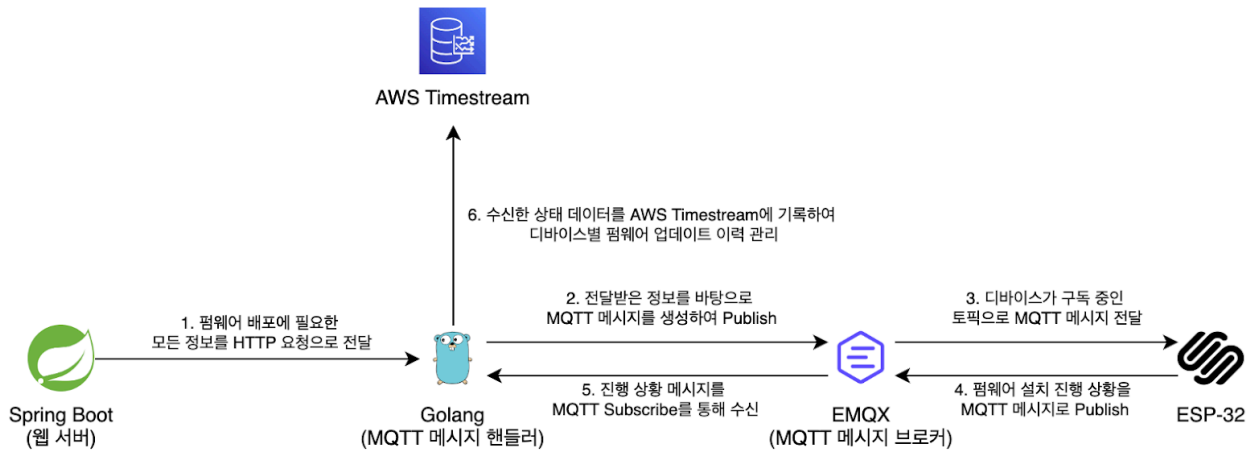 AWS Timestream
6. 수신한 상태 데이터를 AWS Timestream에 기록하여
디바이스별 펌웨어 업데이트 이력 관리
1. 펌웨어 배포에 필요한
모든 정보를 HTTP 요청으로 전달
2. 전달받은 정보를 바탕으로
MQTT 메시지를 생성하여 Publish
3. 디바이스가 구독 중인
토픽으로 MQTT 메시지 전달
5. 진행 상황 메시지를
MQTT Subscribe를 통해 수신
4. 펌웨어 설치 진행 상황을
MQTT 메시지로 Publish
Spring Boot
(웹 서버)
Golang
(MQTT 메시지 핸들러)
EMQX
(MQTT 메시지 브로커)
ESP-32